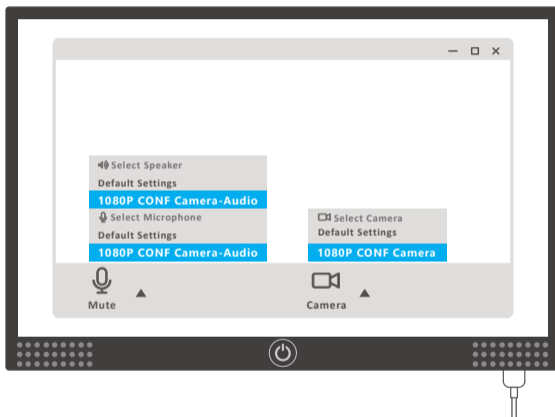 Select Speaker
Default Settings
1080P CONF Camera-Audio
Select Microphone
Default Settings
1080P CONF Camera-Audio
Mute
Select Camera
Default Settings
1080P CONF Camera
Camera